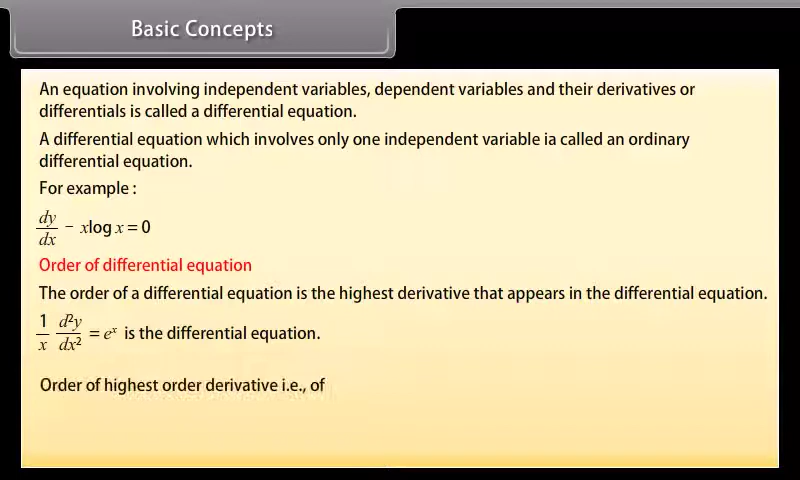 Basic Concepts
An equation involving independent variables, dependent variables and their derivatives or
differentials is called a differential equation.
A differential equation which involves only one independent variable ia called an ordinary
differential equation.
For example :
dy/dx − x log x = 0
Order of differential equation
The order of a differential equation is the highest derivative that appears in the differential equation.
1/x d²y/dx² = eˣ is the differential equation.
Order of highest order derivative i.e., of